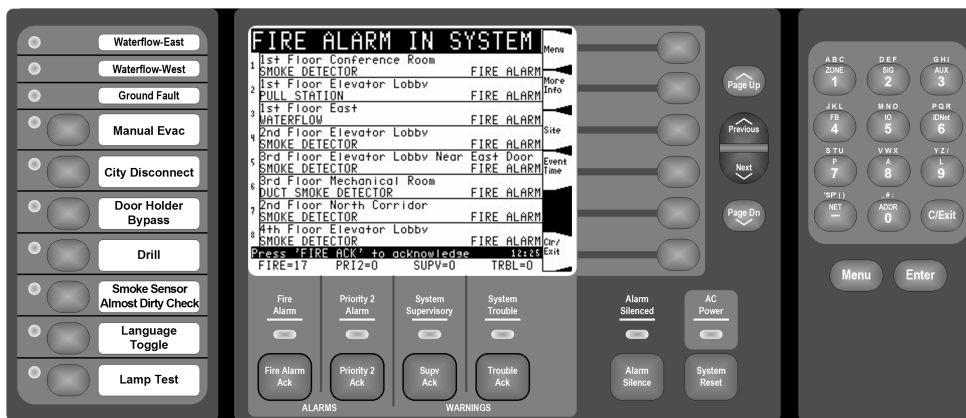 Waterflow-East
Waterflow-West
Ground Fault
Manual Evac
City Disconnect
Door Holder
Bypass
Drill
Smoke Sensor
Almost Dirty Check
Language
Toggle
Lamp Test
FIRE ALARM IN SYSTEM
1 1st Floor Conference Room
SMOKE DETECTOR FIRE ALARM
2 1st Floor Elevator Lobby
PULL STATION FIRE ALARM
3 1st Floor East
WATERFLOW FIRE ALARM
4 2nd Floor Elevator Lobby
SMOKE DETECTOR FIRE ALARM
5 3rd Floor Elevator Lobby Near East Door
SMOKE DETECTOR FIRE ALARM
6 3rd Floor Mechanical Room
DUCT SMOKE DETECTOR FIRE ALARM
7 2nd Floor North Corridor
SMOKE DETECTOR FIRE ALARM
8 4th Floor Elevator Lobby
SMOKE DETECTOR FIRE ALARM
Press 'FIRE ACK' to acknowledge 12:25
FIRE=17 PRI2=0 SUPV=0 TRBL=0
Menu
More
Info
Site
Event
Time
Clr/
Exit
Fire
Alarm
Priority 2
Alarm
System
Supervisory
System
Trouble
Alarm
Silenced
AC
Power
Fire Alarm
Ack
Priority 2
Ack
Supv
Ack
Trouble
Ack
Alarm
Silence
System
Reset
ALARMS
WARNINGS
Page Up
Previous
Next
Page Dn
A B C
ZONE
1
D E F
SIG
2
G H I
AUX
3
J K L
FB
4
M N O
IO
5
P Q R
IDNet
6
S T U
P
7
V W X
A
8
Y Z /
L
9
'SP' ( )
NET
–
, # :
ADDR
0
C/Exit
Menu
Enter